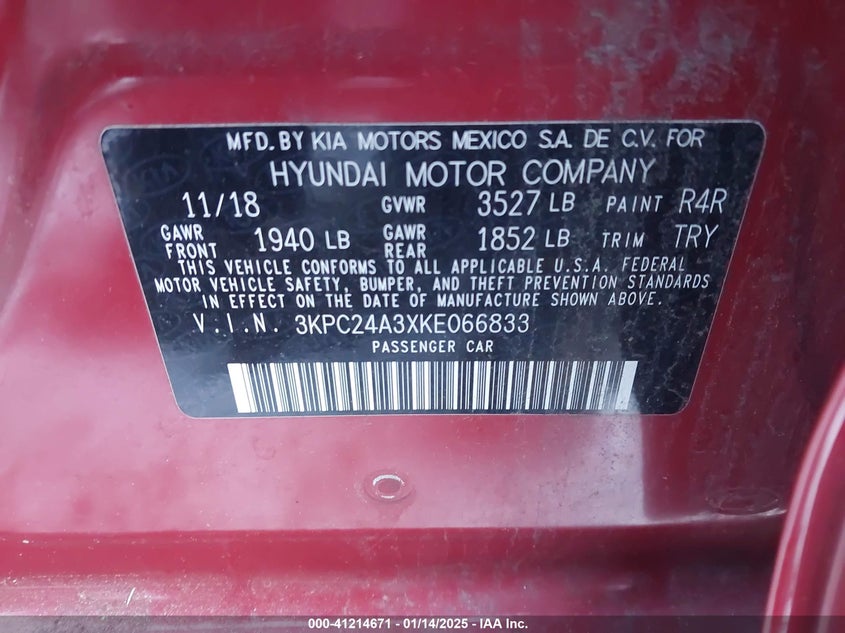 MFD. BY KIA MOTORS MEXICO S.A. DE C.V. FOR
HYUNDAI MOTOR COMPANY
11/18 GVWR 3527 LB PAINT R4R
GAWR FRONT 1940 LB GAWR REAR 1852 LB TRIM TRY
THIS VEHICLE CONFORMS TO ALL APPLICABLE U.S.A. FEDERAL
MOTOR VEHICLE SAFETY, BUMPER, AND THEFT PREVENTION STANDARDS
IN EFFECT ON THE DATE OF MANUFACTURE SHOWN ABOVE.
V.I.N. 3KPC24A3XKE066833
PASSENGER CAR
000-41214671 - 01/14/2025 - IAA Inc.